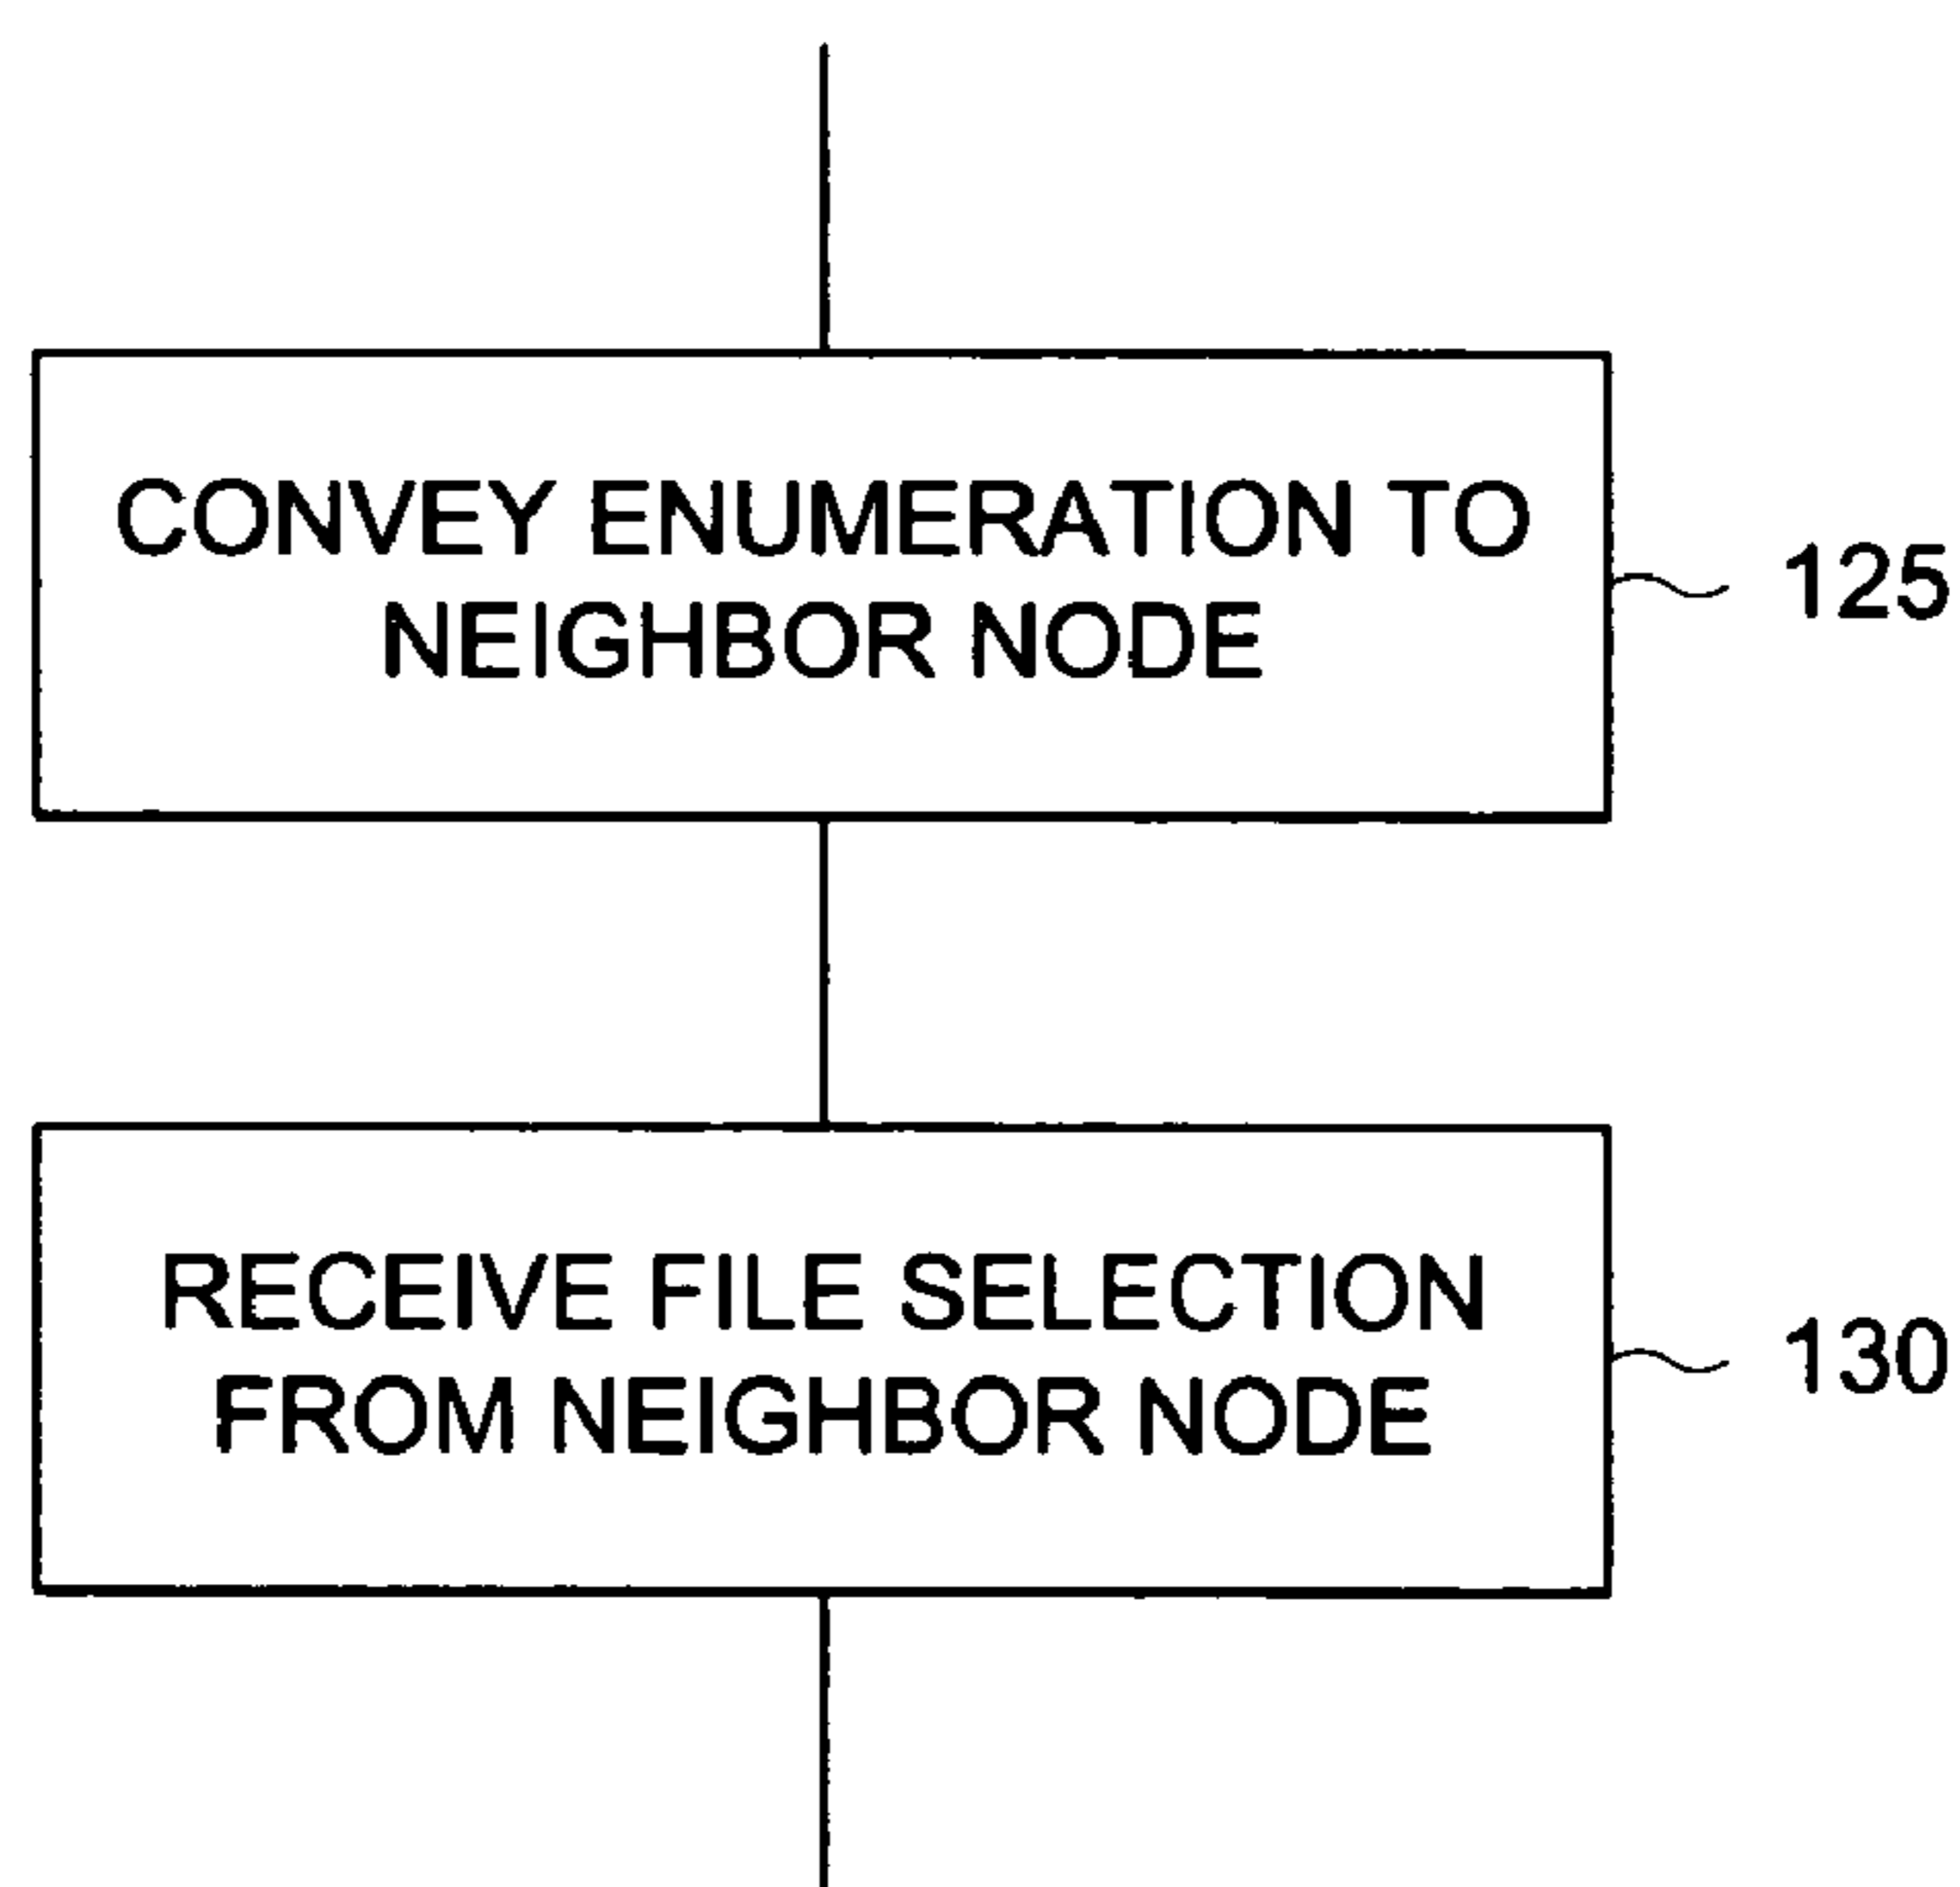 CONVEY ENUMERATION TO
NEIGHBOR NODE
125
RECEIVE FILE SELECTION
FROM NEIGHBOR NODE
130